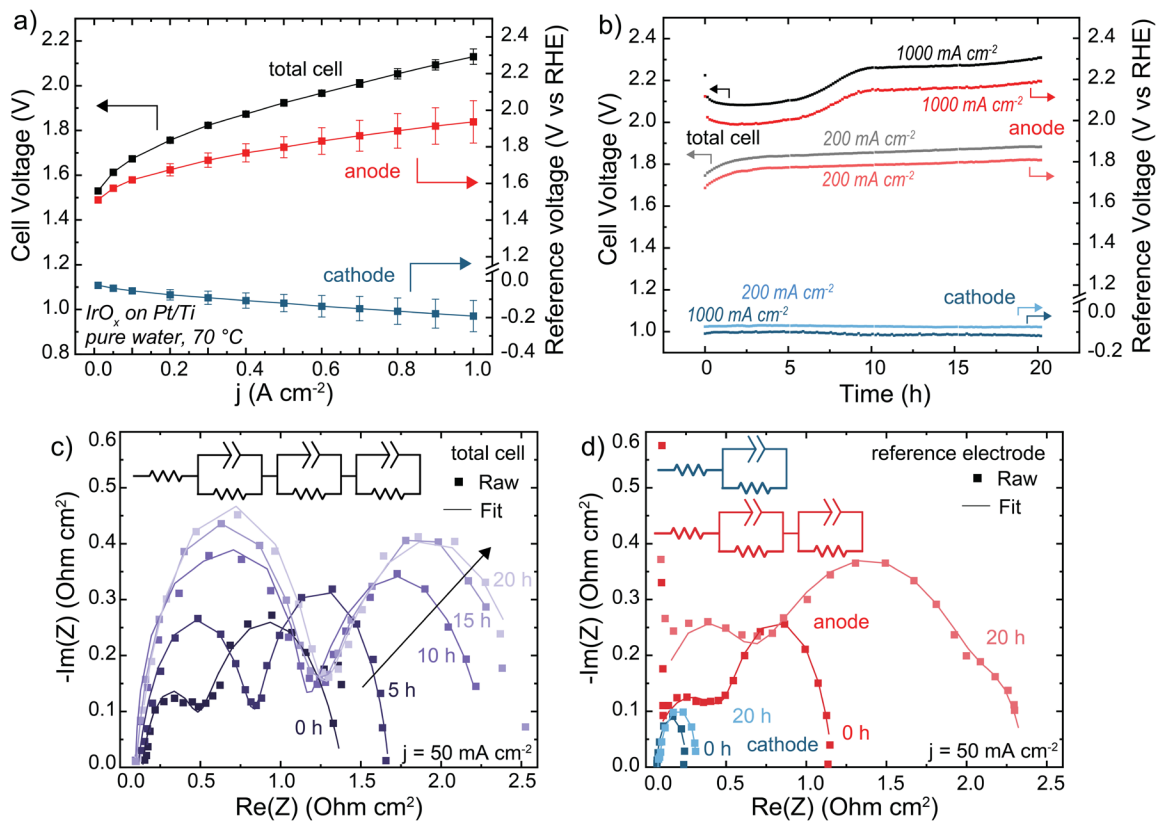 a)
2.2
2.0
1.8
1.6
1.4
1.2
1.0
0.8
Cell Voltage (V)
total cell
anode
cathode
IrOₓ on Pt/Ti
pure water, 70 °C
0.0
0.2
0.4
0.6
0.8
1.0
j (A cm⁻²)
2.4
2.2
2.0
1.8
1.6
1.4
1.2
0.0
-0.2
-0.4
Reference voltage (V vs RHE)
b)
2.4
2.2
2.0
1.8
1.6
1.4
1.2
1.0
Cell Voltage (V)
1000 mA cm⁻²
1000 mA cm⁻²
total cell
anode
200 mA cm⁻²
200 mA cm⁻²
200 mA cm⁻²
cathode
1000 mA cm⁻²
0
5
10
15
20
Time (h)
2.4
2.2
2.0
1.8
1.6
1.4
1.2
0.0
-0.2
Reference Voltage (V vs RHE)
c)
0.6
0.5
0.4
0.3
0.2
0.1
0.0
-Im(Z) (Ohm cm²)
total cell
Raw
Fit
20 h
15 h
10 h
5 h
0 h
j = 50 mA cm⁻²
0.0
0.5
1.0
1.5
2.0
2.5
Re(Z) (Ohm cm²)
d)
0.6
0.5
0.4
0.3
0.2
0.1
0.0
-Im(Z) (Ohm cm²)
reference electrode
Raw
Fit
anode
20 h
20 h
0 h
cathode
0 h
j = 50 mA cm⁻²
0.0
0.5
1.0
1.5
2.0
2.5
Re(Z) (Ohm cm²)